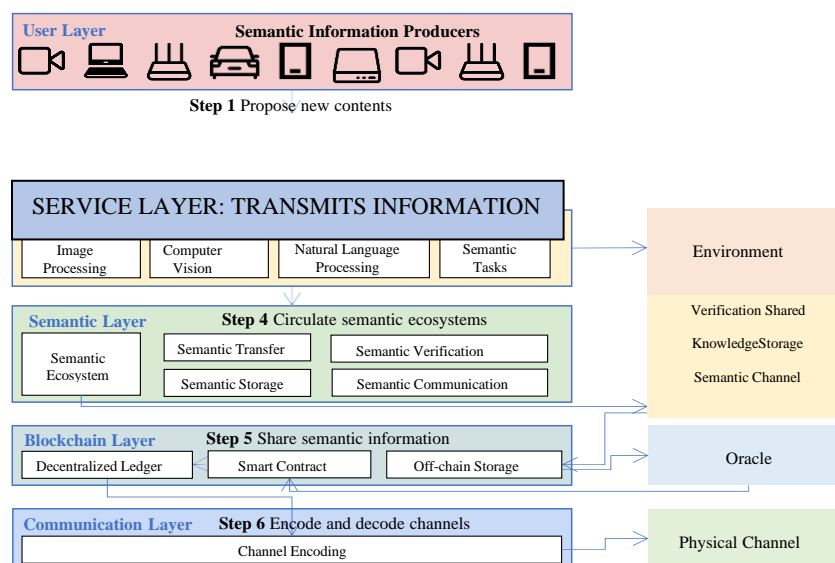 User Layer
Semantic Information Producers
Step 1 Propose new contents
SERVICE LAYER: TRANSMITS INFORMATION
Image
Processing
Computer
Vision
Natural Language
Processing
Semantic
Tasks
Environment
Semantic Layer
Step 4 Circulate semantic ecosystems
Semantic
Ecosystem
Semantic Transfer
Semantic Verification
Semantic Storage
Semantic Communication
Verification Shared
KnowledgeStorage
Semantic Channel
Blockchain Layer
Step 5 Share semantic information
Decentralized Ledger
Smart Contract
Off-chain Storage
Oracle
Communication Layer
Step 6 Encode and decode channels
Channel Encoding
Physical Channel